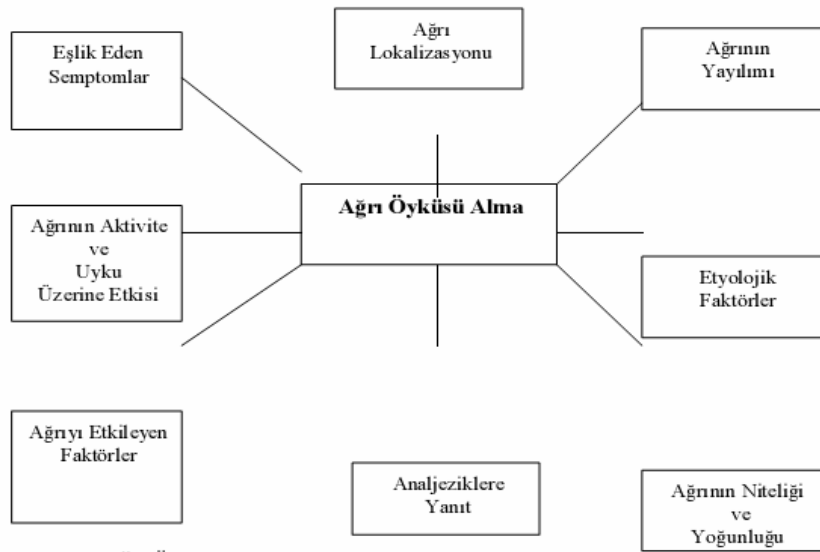 Eşlik Eden
Semptomlar
Ağrı
Lokalizasyonu
Ağrının
Yayılımı
Ağrı Öyküsü Alma
Ağrının Aktivite
ve
Uyku
Üzerine Etkisi
Etyolojik
Faktörler
Ağrıyı Etkileyen
Faktörler
Analjeziklere
Yanıt
Ağrının Niteliği
ve
Yoğunluğu